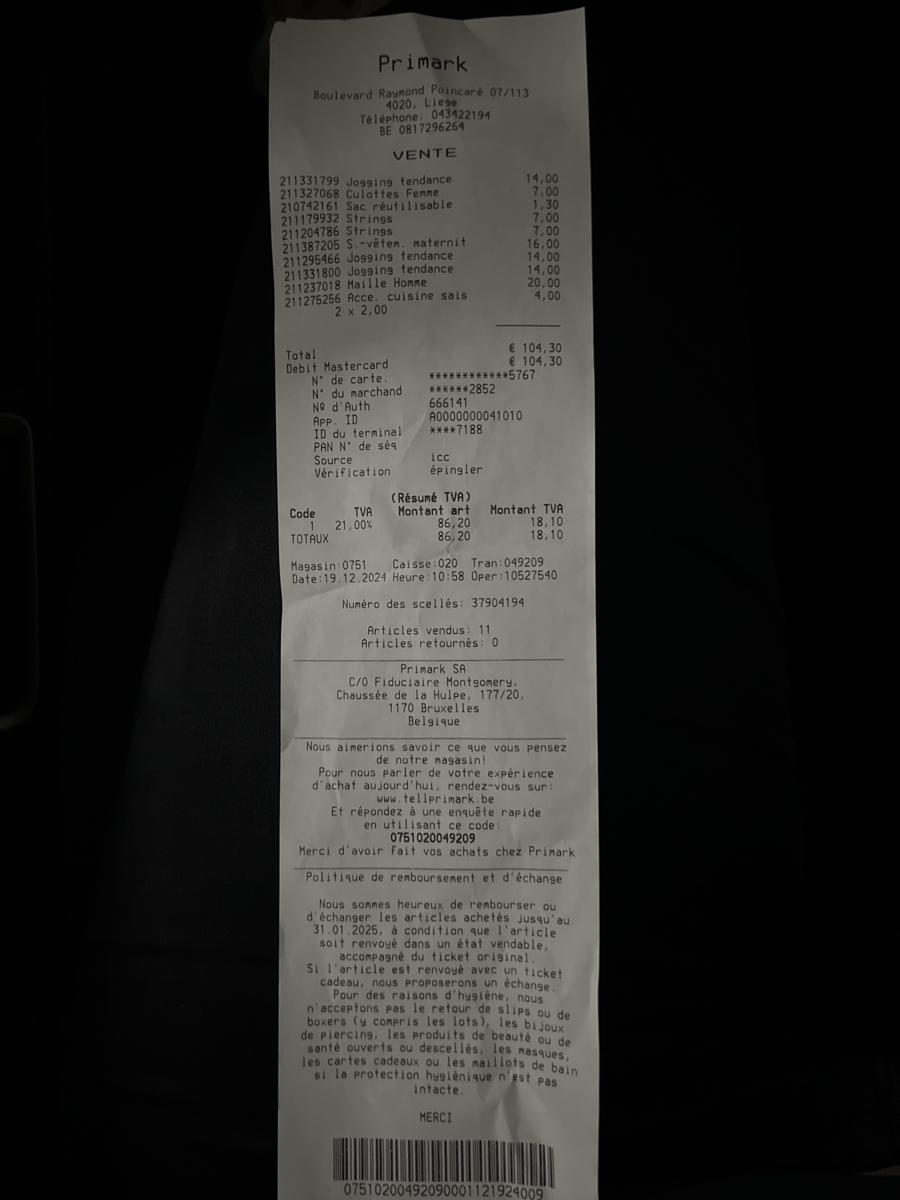 Primark
Boulevard Raymond Poincaré 07/113
4020, Liege
Téléphone: 043422194
BE 0817296264
VENTE
211331799 Jogging tendance 14,00
211327068 Culottes Femme 7,00
210742161 Sac réutilisable 1,30
211179932 Strings 7,00
211204786 Strings 7,00
211387205 S.-vêtem. maternit 16,00
211295466 Jogging tendance 14,00
211331800 Jogging tendance 14,00
211237018 Maille Homme 20,00
211275256 Acce. cuisine sais 4,00
2 x 2,00
Total € 104,30
Debit Mastercard € 104,30
N° de carte. ************5767
N° du marchand ******2852
Nº d'Auth 666141
App. ID A0000000041010
ID du terminal ****7188
PAN N° de séq
Source icc
Vérification épingler
(Résumé TVA)
Code TVA Montant art Montant TVA
1 21,00% 86,20 18,10
TOTAUX 86,20 18,10
Magasin:0751 Caisse:020 Tran:049209
Date:19.12.2024 Heure:10:58 Oper:10527540
Numéro des scellés: 37904194
Articles vendus: 11
Articles retournés: 0
Primark SA
C/O Fiduciaire Montgomery,
Chaussée de la Hulpe, 177/20,
1170 Bruxelles
Belgique
Nous aimerions savoir ce que vous pensez
de notre magasin!
Pour nous parler de votre expérience
d'achat aujourd'hui, rendez-vous sur:
www.tellprimark.be
Et répondez à une enquête rapide
en utilisant ce code:
0751020049209
Merci d'avoir fait vos achats chez Primark
Politique de remboursement et d'échange
Nous sommes heureux de rembourser ou
d'échanger les articles achetés jusqu'au
31.01.2025, à condition que l'article
soit renvoyé dans un état vendable,
accompagné du ticket original.
Si l'article est renvoyé avec un ticket
cadeau, nous proposerons un échange.
Pour des raisons d'hygiène, nous
n'acceptons pas le retour de slips ou de
boxers (y compris les lots), les bijoux
de piercing, les produits de beauté ou de
santé ouverts ou descellés, les masques,
les cartes cadeaux ou les maillots de bain
si la protection hygiénique n'est pas
intacte.
MERCI
07510200492090001121924009